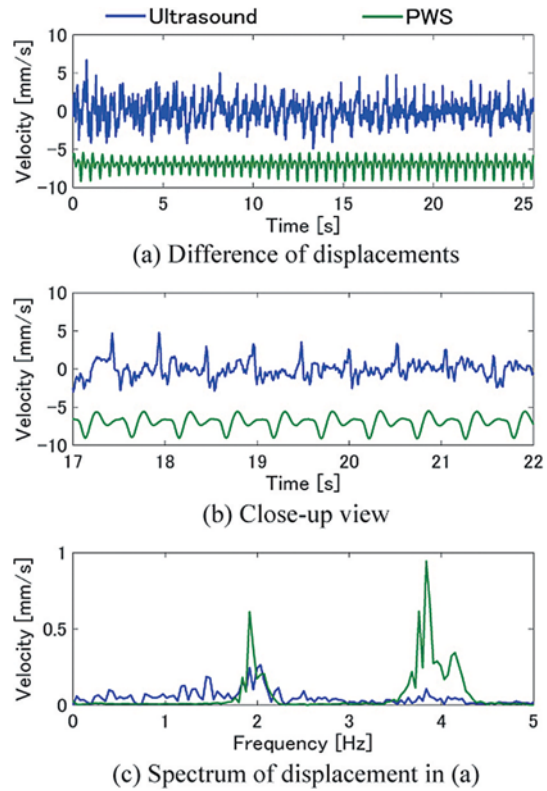 Ultrasound PWS
10
5
0
-5
-10
Velocity [mm/s]
0 5 10 15 20 25
Time [s]
(a) Difference of displacements
10
5
0
-5
-10
Velocity [mm/s]
17 18 19 20 21 22
Time [s]
(b) Close-up view
1
0.5
0
Velocity [mm/s]
0 1 2 3 4 5
Frequency [Hz]
(c) Spectrum of displacement in (a)